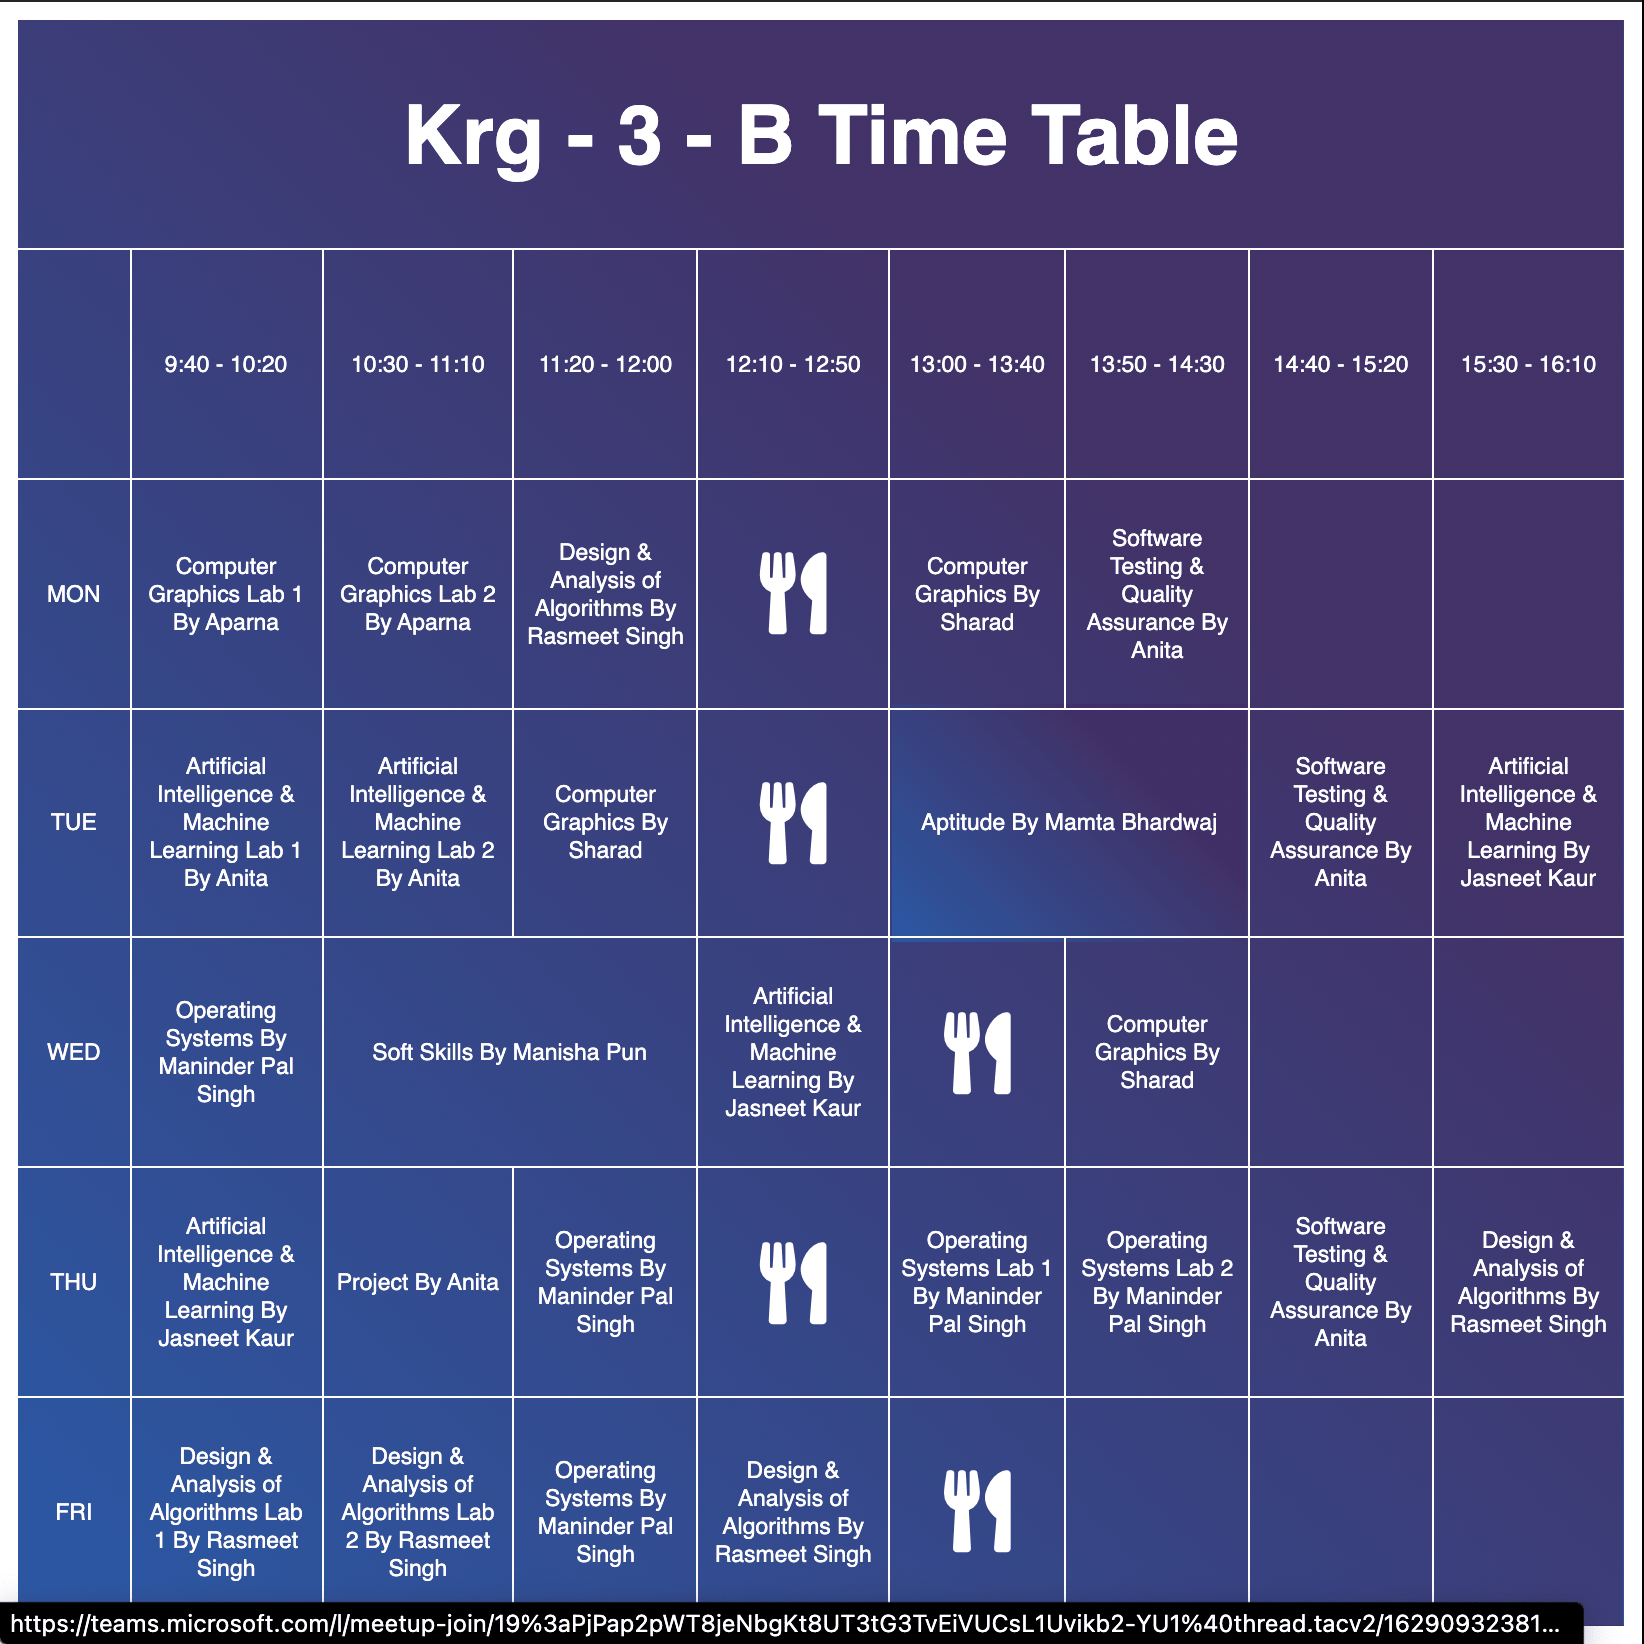 Krg - 3 - B Time Table
9:40 - 10:20
10:30 - 11:10
11:20 - 12:00
12:10 - 12:50
13:00 - 13:40
13:50 - 14:30
14:40 - 15:20
15:30 - 16:10
MON
Computer
Graphics Lab 1
By Aparna
Computer
Graphics Lab 2
By Aparna
Design &
Analysis of
Algorithms By
Rasmeet Singh
Computer
Graphics By
Sharad
Software
Testing &
Quality
Assurance By
Anita
TUE
Artificial
Intelligence &
Machine
Learning Lab 1
By Anita
Artificial
Intelligence &
Machine
Learning Lab 2
By Anita
Computer
Graphics By
Sharad
Aptitude By Mamta Bhardwaj
Software
Testing &
Quality
Assurance By
Anita
Artificial
Intelligence &
Machine
Learning By
Jasneet Kaur
WED
Operating
Systems By
Maninder Pal
Singh
Soft Skills By Manisha Pun
Artificial
Intelligence &
Machine
Learning By
Jasneet Kaur
Computer
Graphics By
Sharad
THU
Artificial
Intelligence &
Machine
Learning By
Jasneet Kaur
Project By Anita
Operating
Systems By
Maninder Pal
Singh
Operating
Systems Lab 1
By Maninder
Pal Singh
Operating
Systems Lab 2
By Maninder
Pal Singh
Software
Testing &
Quality
Assurance By
Anita
Design &
Analysis of
Algorithms By
Rasmeet Singh
FRI
Design &
Analysis of
Algorithms Lab
1 By Rasmeet
Singh
Design &
Analysis of
Algorithms Lab
2 By Rasmeet
Singh
Operating
Systems By
Maninder Pal
Singh
Design &
Analysis of
Algorithms By
Rasmeet Singh
https://teams.microsoft.com/l/meetup-join/19%3aPjPap2pWT8jeNbgKt8UT3tG3TvEiVUCsL1Uvikb2-YU1%40thread.tacv2/16290932381...